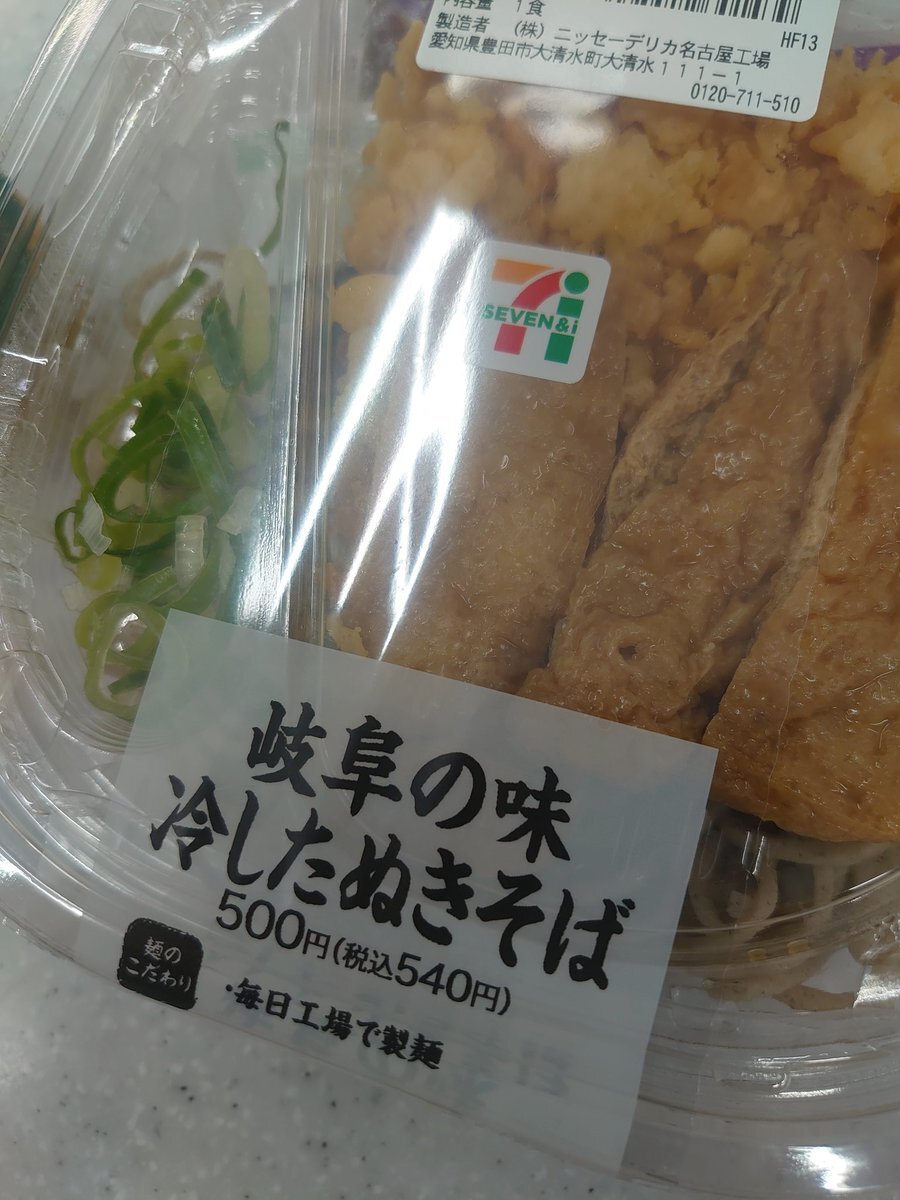 内容量 1食
製造者 (株)ニッセーデリカ名古屋工場
愛知県豊田市大清水町大清水111-1
0120-711-510
HF13
SEVEN&i
岐阜の味
冷したぬきそば
500円(税込540円)
麺の
こだわり
・毎日工場で製麺